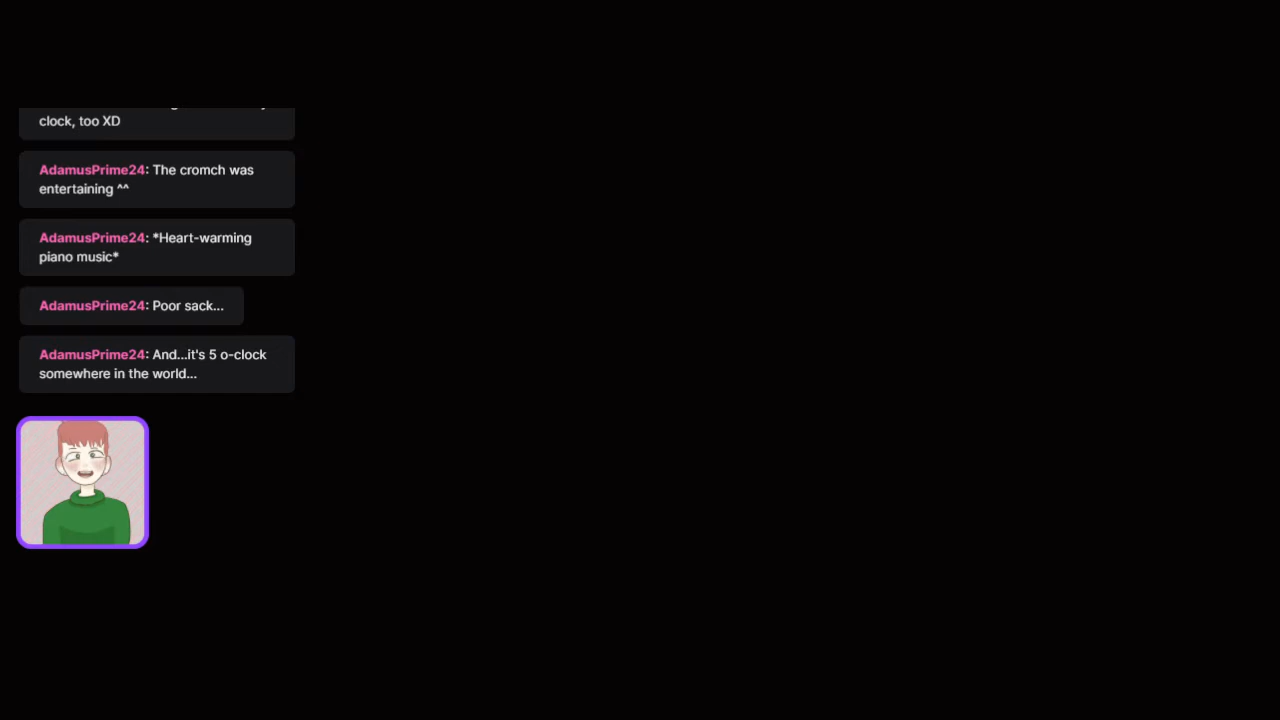 clock, too XD
AdamusPrime24: The cromch was
entertaining ^^
AdamusPrime24: *Heart-warming
piano music*
AdamusPrime24: Poor sack...
AdamusPrime24: And...it's 5 o-clock
somewhere in the world...